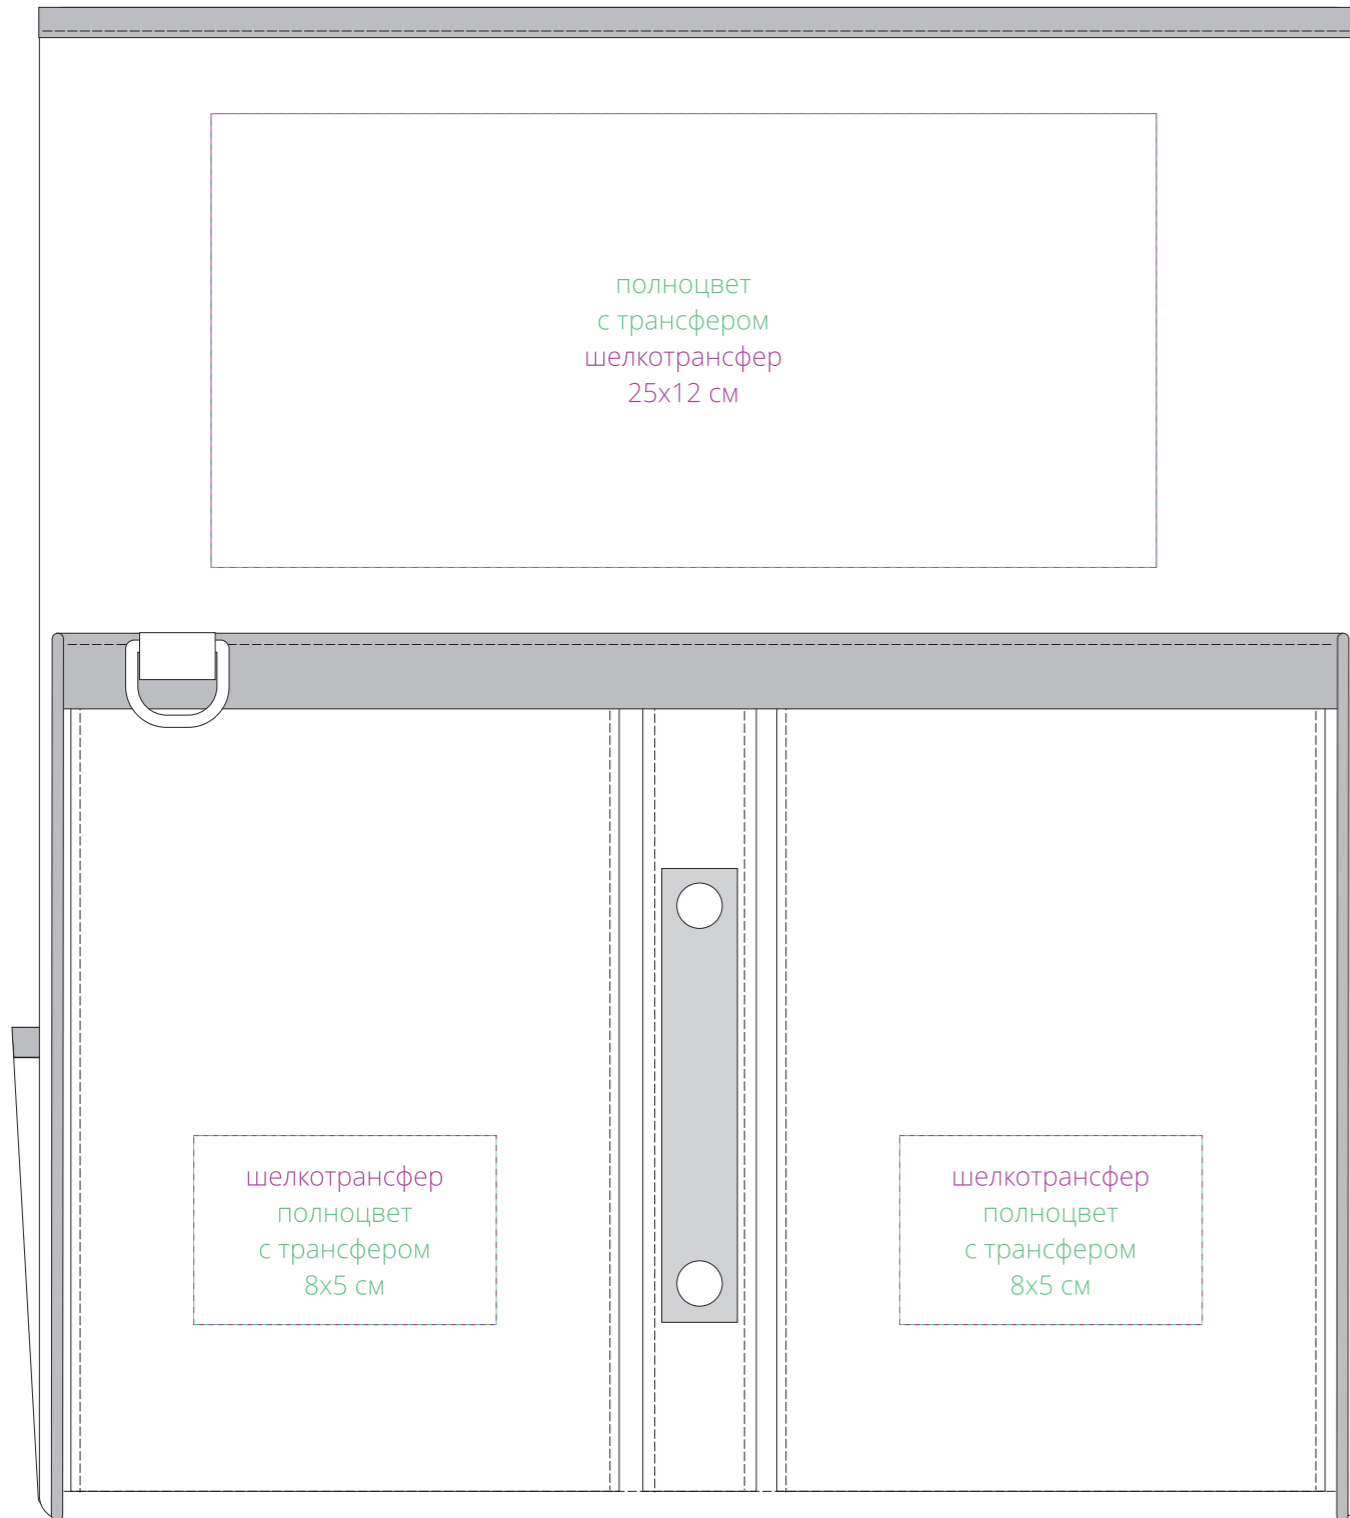 полноцвет
с трансфером
шелкотрансфер
25х12 см
шелкотрансфер
полноцвет
с трансфером
8х5 см
шелкотрансфер
полноцвет
с трансфером
8х5 см